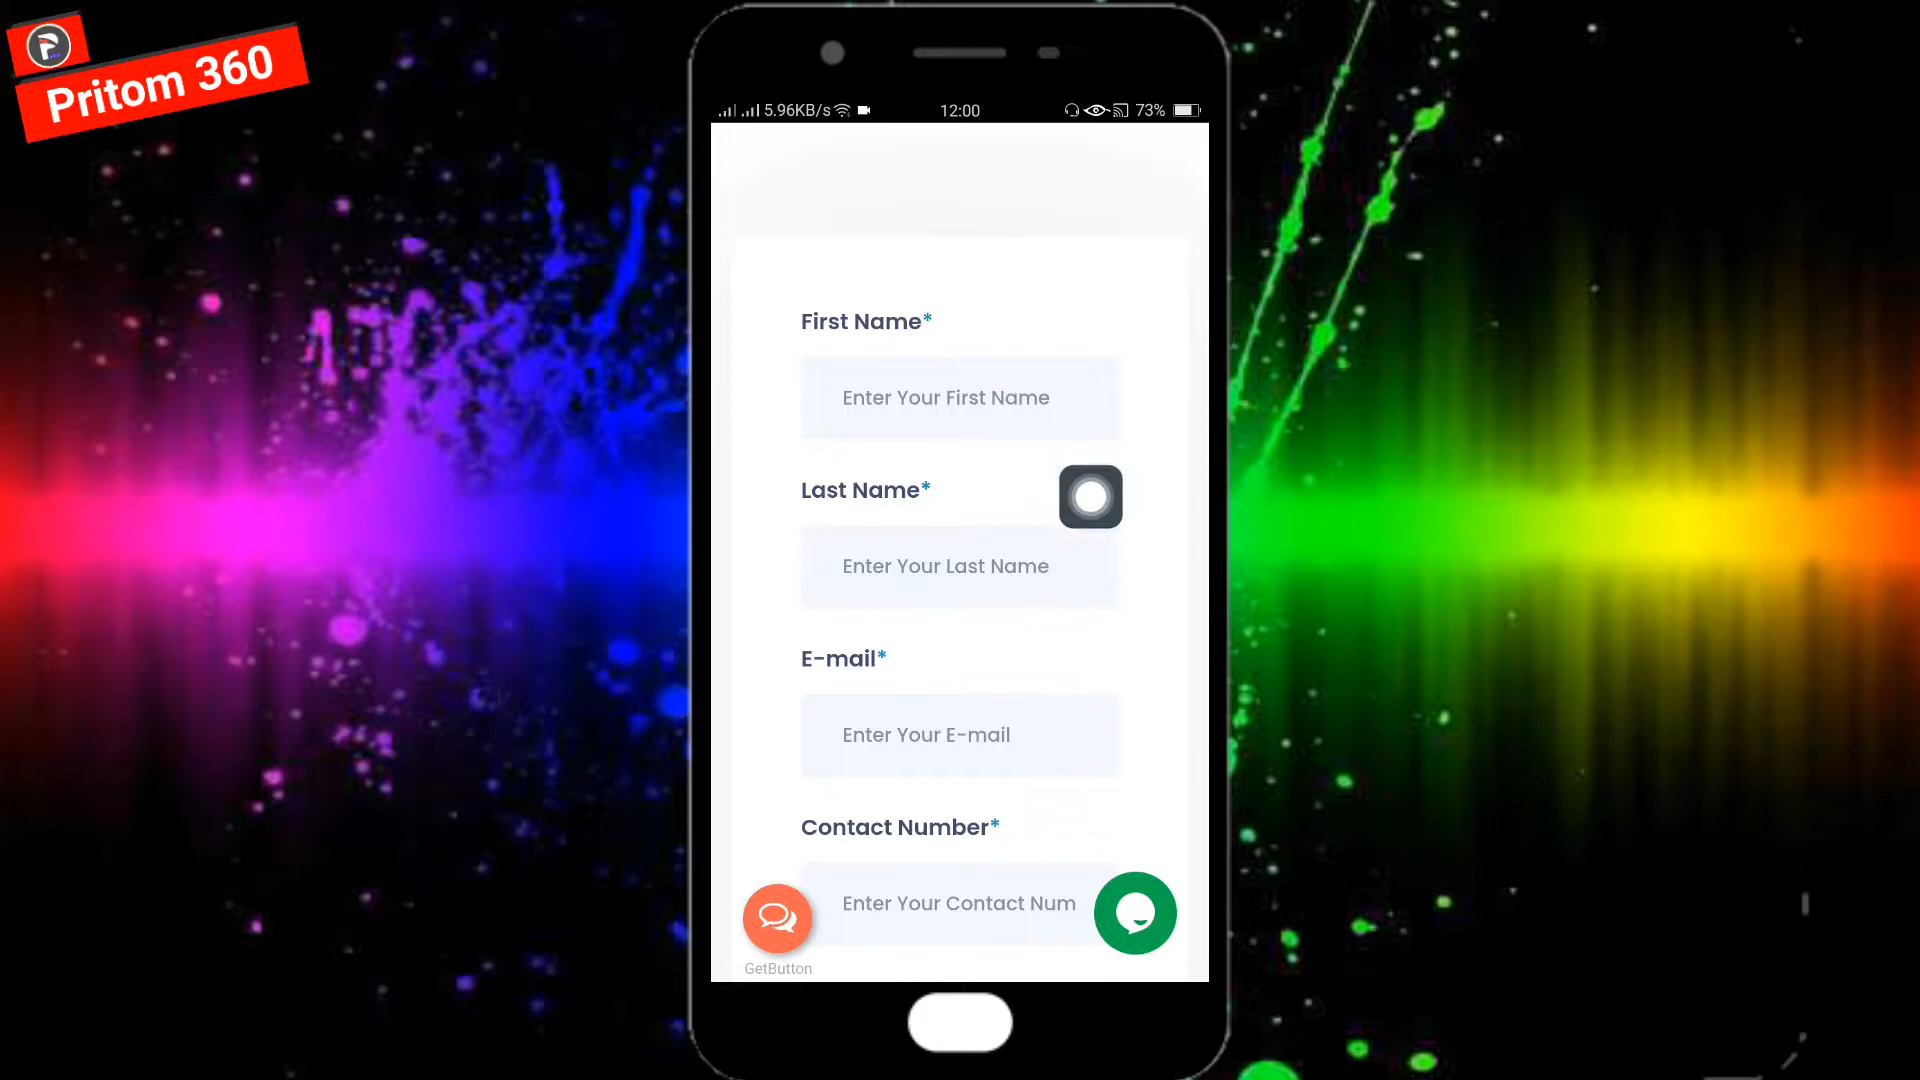 Pritom 360
5.96KB/s 12:00 73%
First Name*
Enter Your First Name
Last Name*
Enter Your Last Name
E-mail*
Enter Your E-mail
Contact Number*
Enter Your Contact Num
GetButton